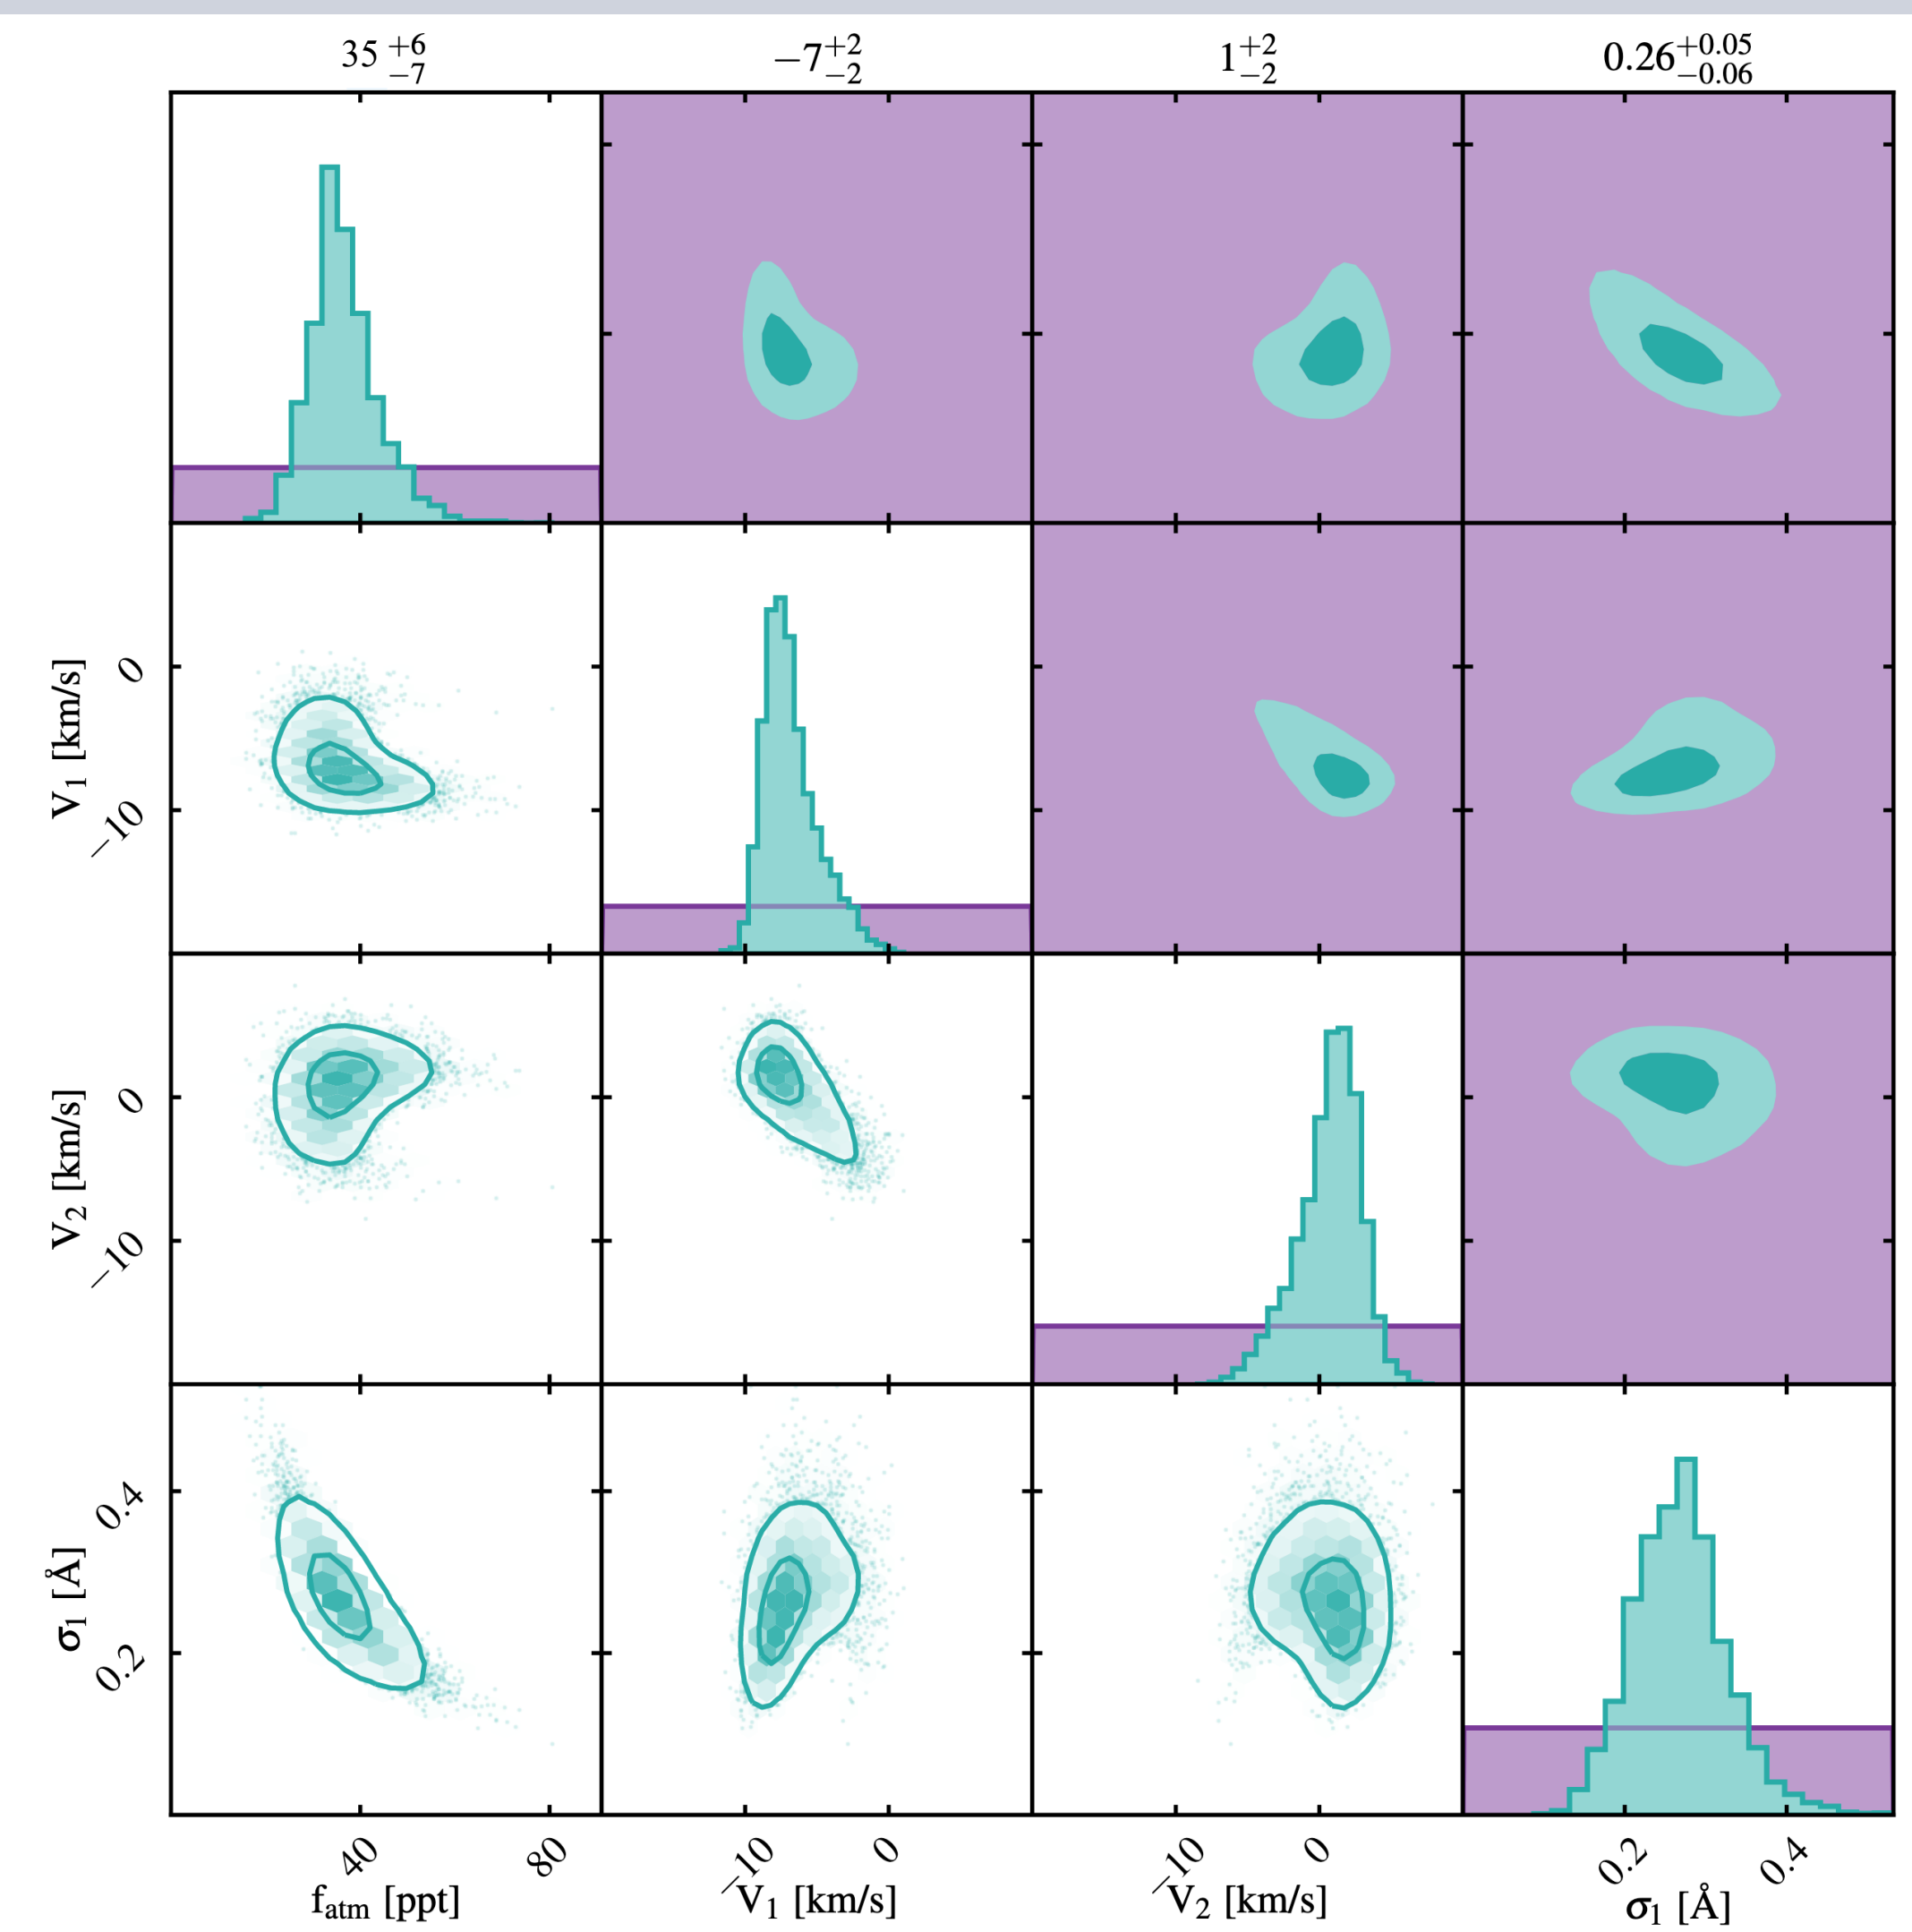 35 +6 −7
−7 +2 −2
1 +2 −2
0.26 +0.05 −0.06
V₁ [km/s]
0
−10
V₂ [km/s]
0
−10
σ₁ [Å]
0.4
0.2
40
80
−10
0
−10
0
0.2
0.4
fₐₜₘ [ppt]
V₁ [km/s]
V₂ [km/s]
σ₁ [Å]